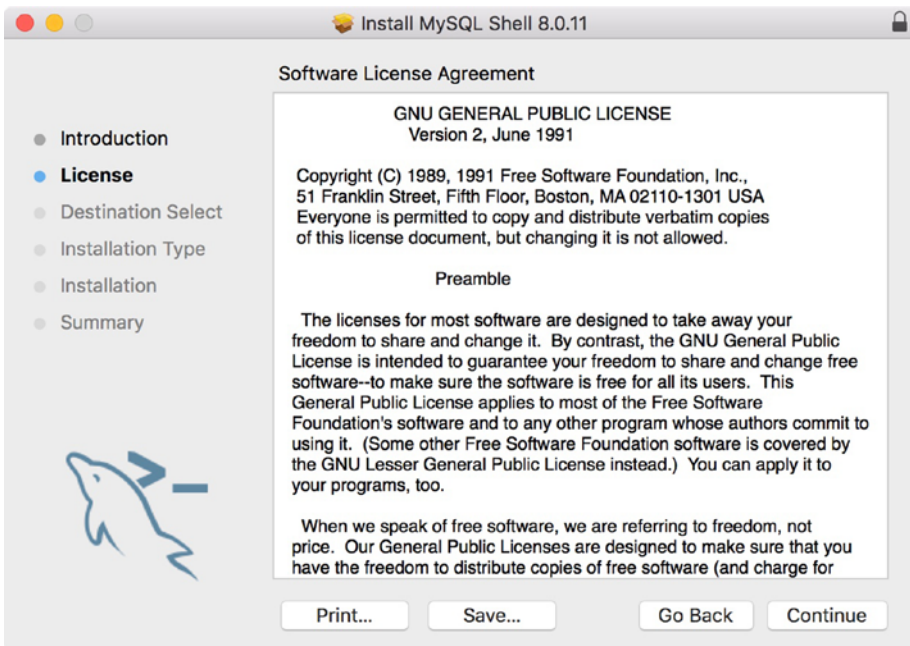 Install MySQL Shell 8.0.11
Software License Agreement
Introduction
License
Destination Select
Installation Type
Installation
Summary
GNU GENERAL PUBLIC LICENSE
Version 2, June 1991
Copyright (C) 1989, 1991 Free Software Foundation, Inc.,
51 Franklin Street, Fifth Floor, Boston, MA 02110-1301 USA
Everyone is permitted to copy and distribute verbatim copies
of this license document, but changing it is not allowed.
Preamble
The licenses for most software are designed to take away your
freedom to share and change it.  By contrast, the GNU General Public
License is intended to guarantee your freedom to share and change free
software--to make sure the software is free for all its users.  This
General Public License applies to most of the Free Software
Foundation's software and to any other program whose authors commit to
using it.  (Some other Free Software Foundation software is covered by
the GNU Lesser General Public License instead.)  You can apply it to
your programs, too.
When we speak of free software, we are referring to freedom, not
price.  Our General Public Licenses are designed to make sure that you
have the freedom to distribute copies of free software (and charge for
Print...
Save...
Go Back
Continue